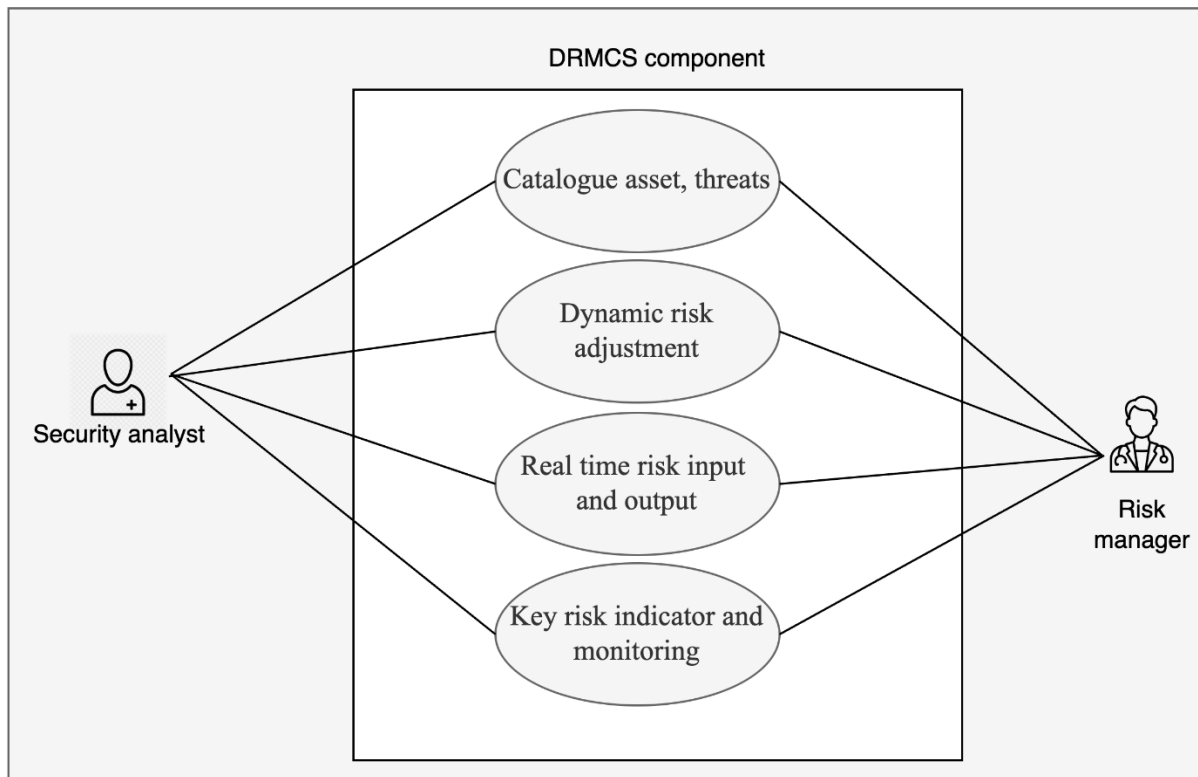 DRMCS component
Catalogue asset, threats
Dynamic risk
adjustment
Real time risk input
and output
Key risk indicator and
monitoring
Security analyst
Risk
manager